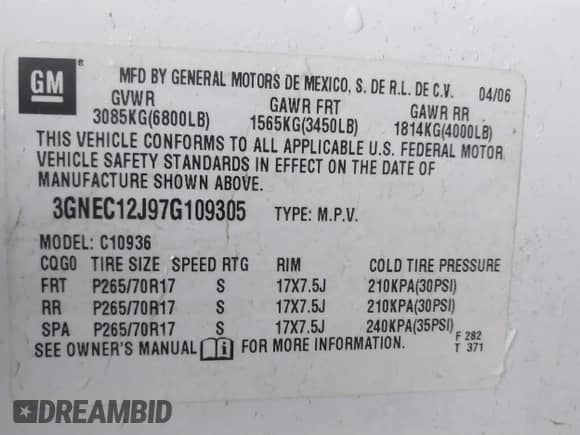 GM
MFD BY GENERAL MOTORS DE MEXICO, S. DE R.L. DE C.V. 04/06
GVWR GAWR FRT GAWR RR
3085KG(6800LB) 1565KG(3450LB) 1814KG(4000LB)
THIS VEHICLE CONFORMS TO ALL APPLICABLE U.S. FEDERAL MOTOR
VEHICLE SAFETY STANDARDS IN EFFECT ON THE DATE OF
MANUFACTURE SHOWN ABOVE.
3GNEC12J97G109305 TYPE: M.P.V.
MODEL: C10936
CQG0 TIRE SIZE SPEED RTG RIM COLD TIRE PRESSURE
FRT P265/70R17 S 17X7.5J 210KPA(30PSI)
RR P265/70R17 S 17X7.5J 210KPA(30PSI)
SPA P265/70R17 S 17X7.5J 240KPA(35PSI)
SEE OWNER'S MANUAL FOR MORE INFORMATION. F 282
T 371
DREAMBID